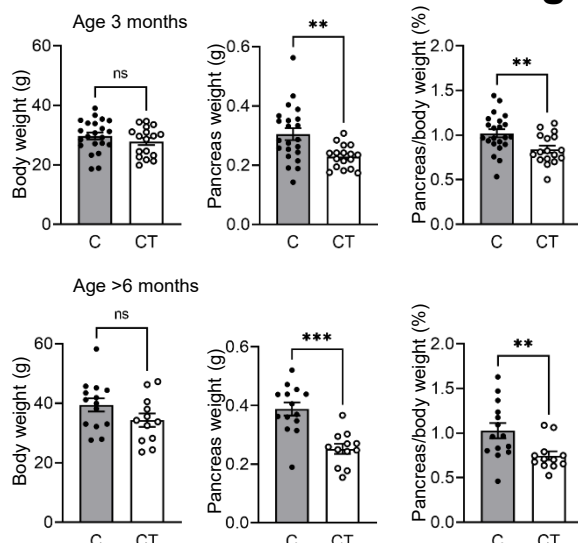 Age 3 months
Body weight (g)
60
40
20
0
ns
C
CT
Pancreas weight (g)
0.6
0.4
0.2
0.0
**
C
CT
Pancreas/body weight (%)
2.0
1.5
1.0
0.5
0.0
**
C
CT
Age >6 months
Body weight (g)
60
40
20
0
ns
C
CT
Pancreas weight (g)
0.6
0.4
0.2
0.0
***
C
CT
Pancreas/body weight (%)
2.0
1.5
1.0
0.5
0.0
**
C
CT